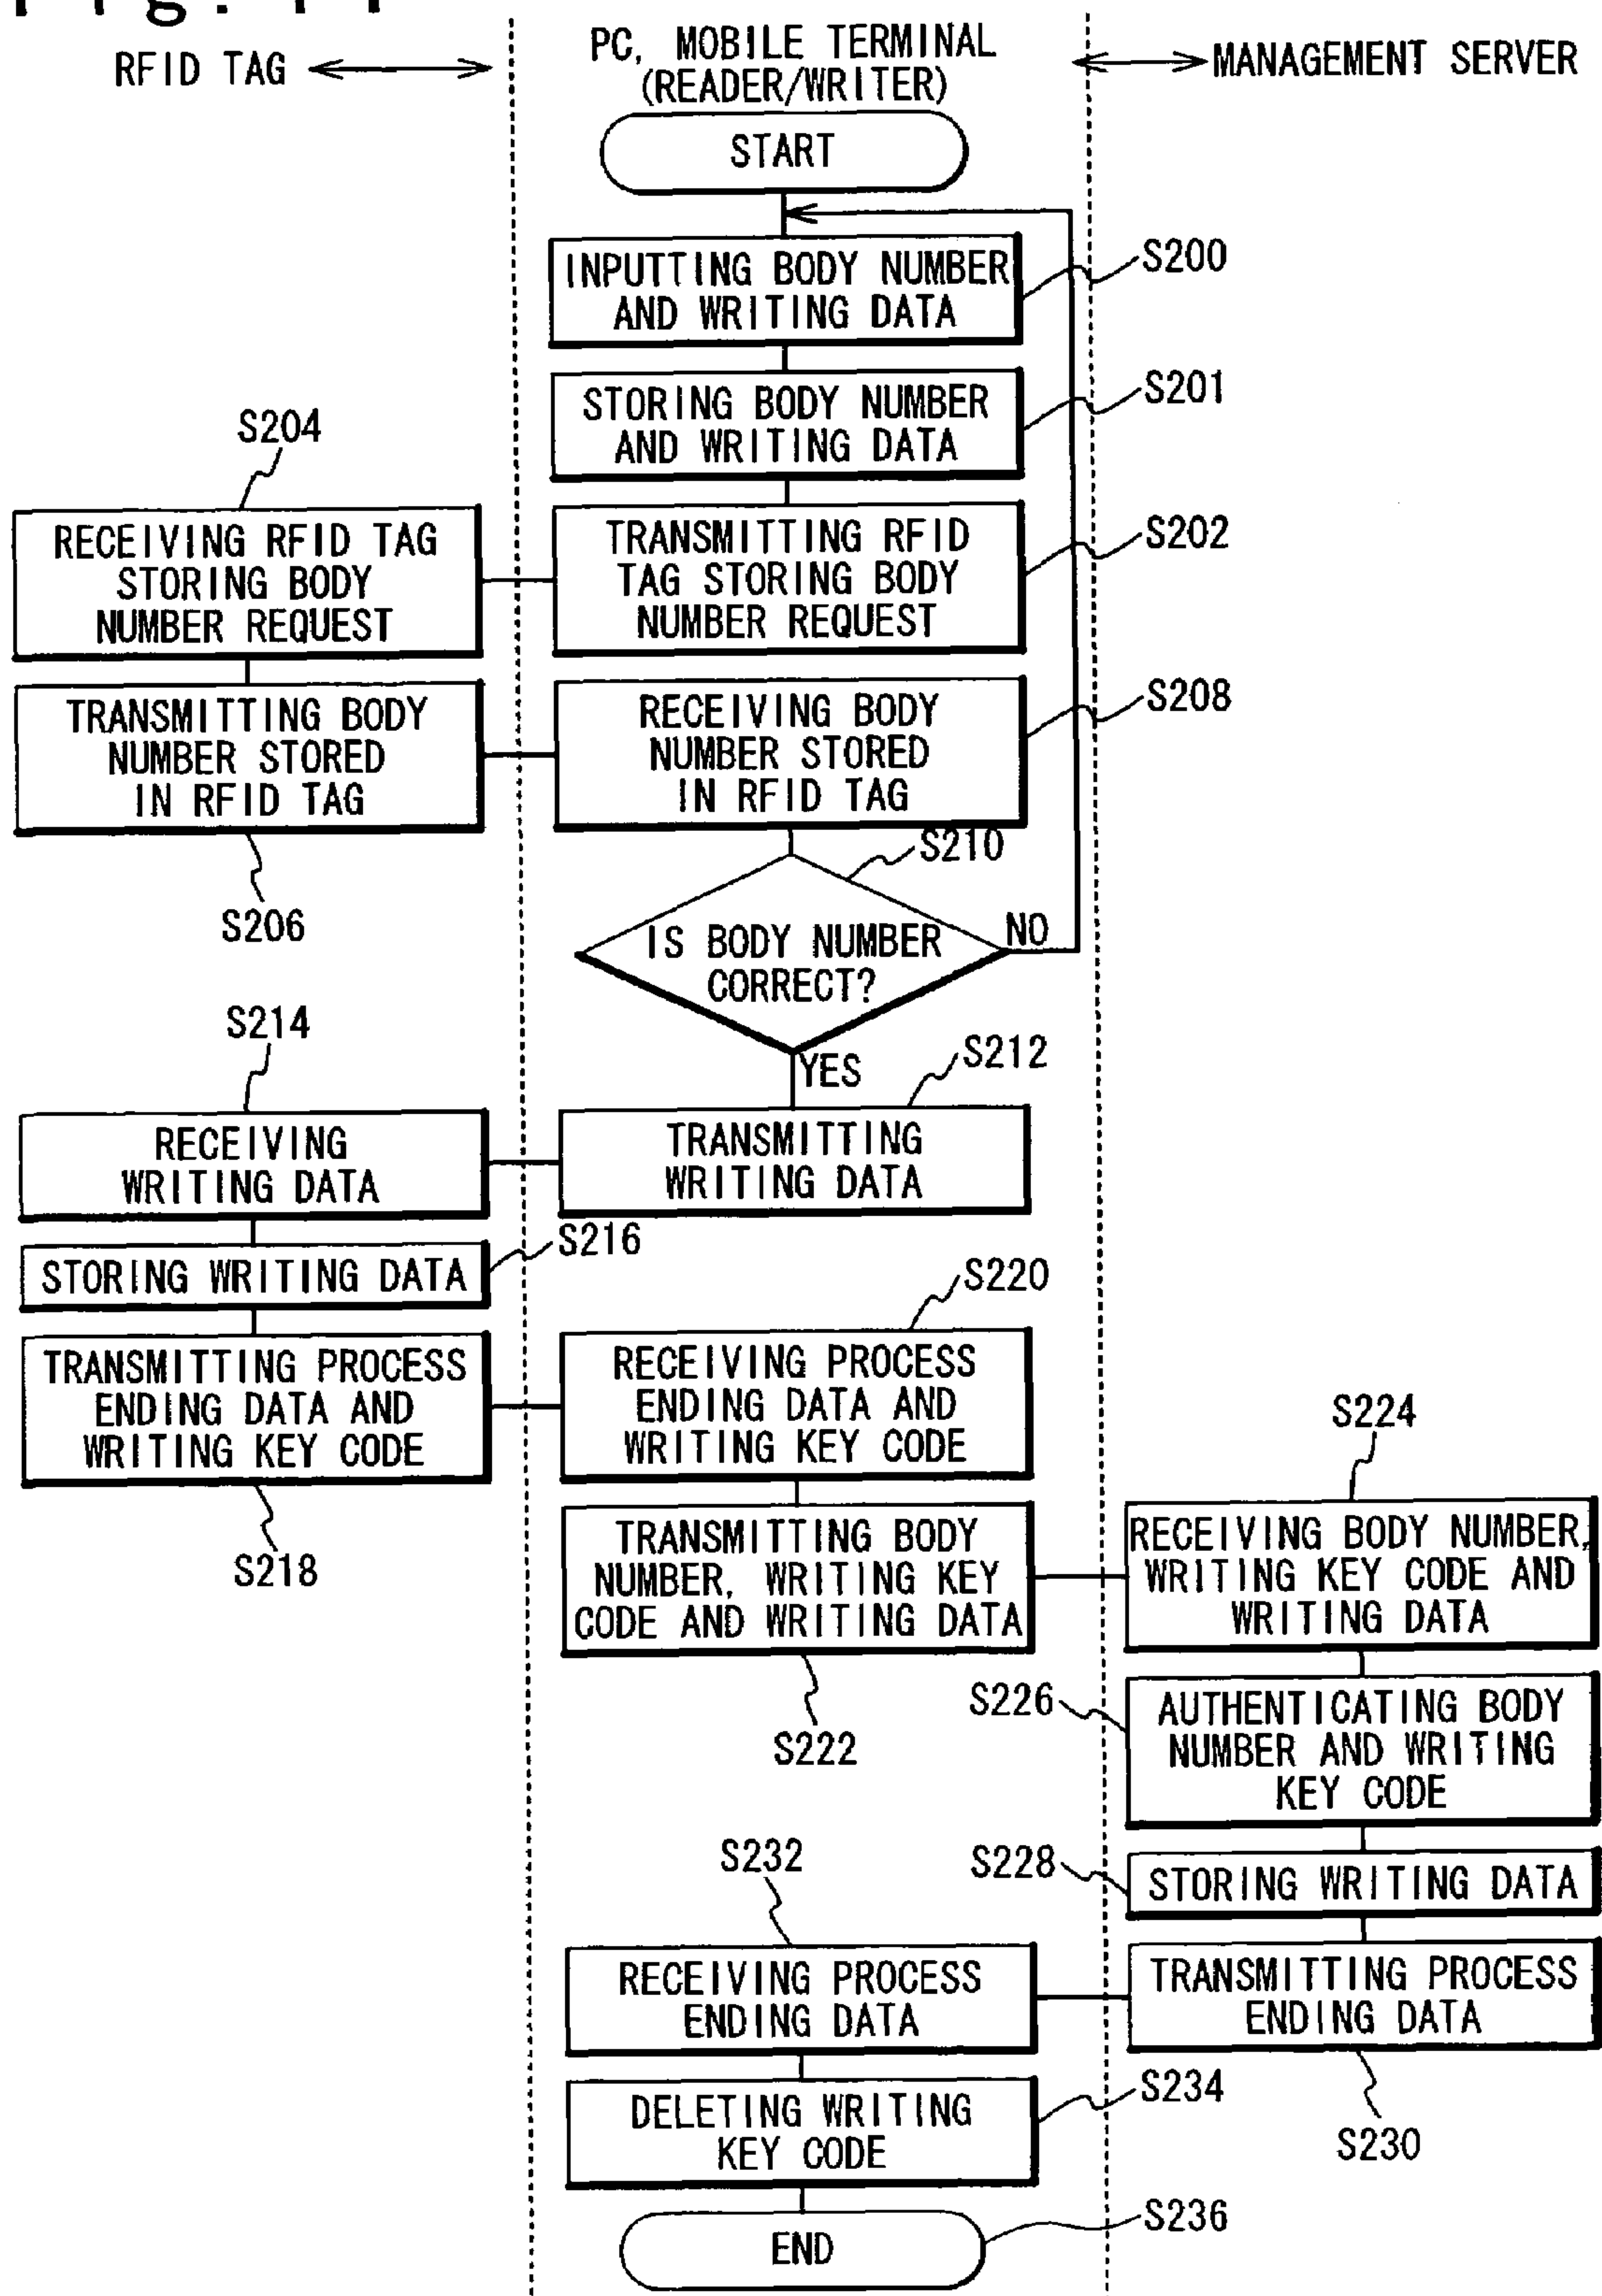 RFID TAG
PC, MOBILE TERMINAL
(READER/WRITER)
MANAGEMENT SERVER
START
INPUTTING BODY NUMBER
AND WRITING DATA
S200
STORING BODY NUMBER
AND WRITING DATA
S201
S204
RECEIVING RFID TAG
STORING BODY
NUMBER REQUEST
TRANSMITTING RFID
TAG STORING BODY
NUMBER REQUEST
S202
TRANSMITTING BODY
NUMBER STORED
IN RFID TAG
S206
RECEIVING BODY
NUMBER STORED
IN RFID TAG
S208
S210
IS BODY NUMBER
CORRECT?
NO
YES
S212
S214
RECEIVING
WRITING DATA
TRANSMITTING
WRITING DATA
S216
STORING WRITING DATA
S220
TRANSMITTING PROCESS
ENDING DATA AND
WRITING KEY CODE
S218
RECEIVING PROCESS
ENDING DATA AND
WRITING KEY CODE
S224
TRANSMITTING BODY
NUMBER, WRITING KEY
CODE AND WRITING DATA
S222
RECEIVING BODY NUMBER,
WRITING KEY CODE AND
WRITING DATA
S226
AUTHENTICATING BODY
NUMBER AND WRITING
KEY CODE
S228
STORING WRITING DATA
S232
RECEIVING PROCESS
ENDING DATA
TRANSMITTING PROCESS
ENDING DATA
S230
DELETING WRITING
KEY CODE
S234
END
S236